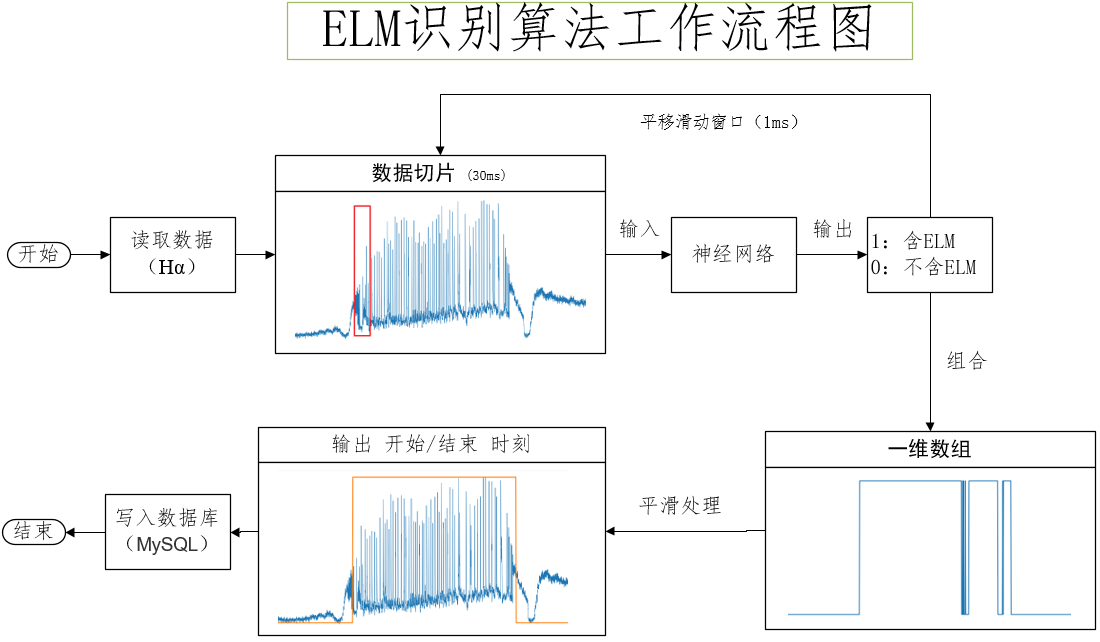 ELM识别算法工作流程图
平移滑动窗口（1ms）
数据切片 (30ms)
开始
读取数据
（Hα）
输入
神经网络
输出
1：含ELM
0：不含ELM
组合
一维数组
平滑处理
输出 开始/结束 时刻
写入数据库
（MySQL）
结束